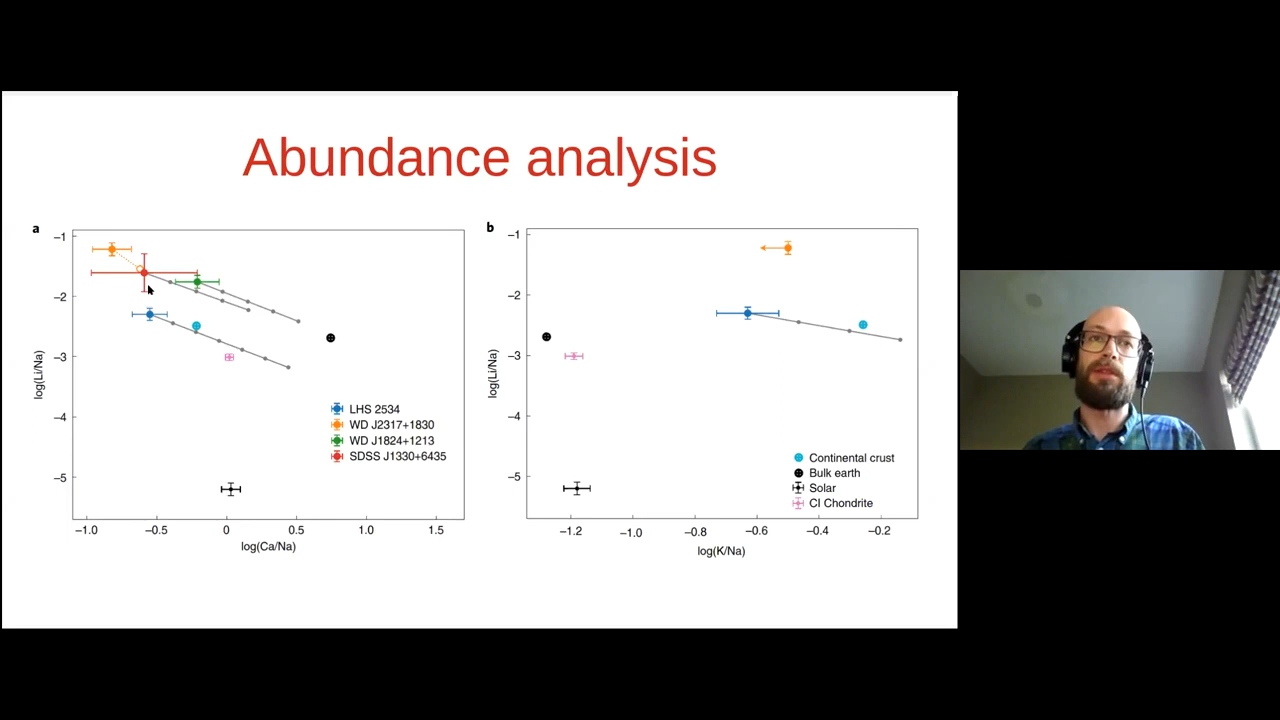 Abundance analysis
a
−1
−2
−3
−4
−5
log(Li/Na)
−1.0 −0.5 0 0.5 1.0 1.5
log(Ca/Na)
LHS 2534
WD J2317+1830
WD J1824+1213
SDSS J1330+6435
b
−1
−2
−3
−4
−5
log(Li/Na)
−1.2 −1.0 −0.8 −0.6 −0.4 −0.2
log(K/Na)
Continental crust
Bulk earth
Solar
CI Chondrite